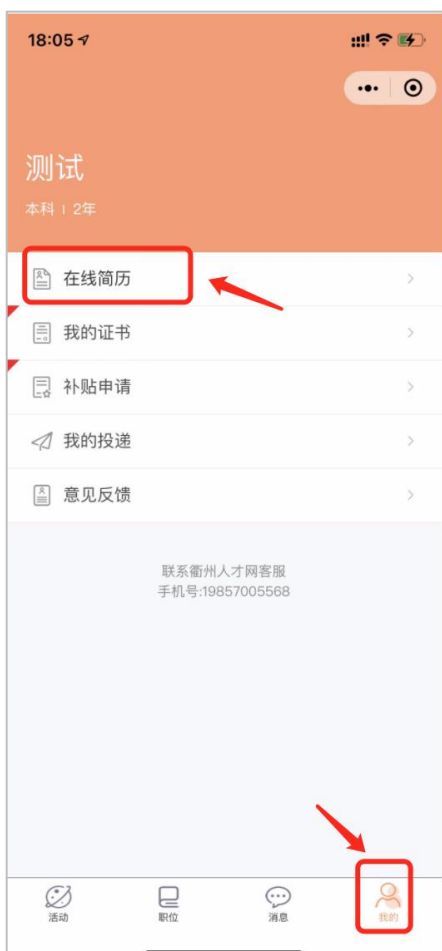 18:05
测试
本科 | 2年
在线简历
我的证书
补贴申请
我的投递
意见反馈
联系衢州人才网客服
手机号:19857005568
活动
职位
消息
我的